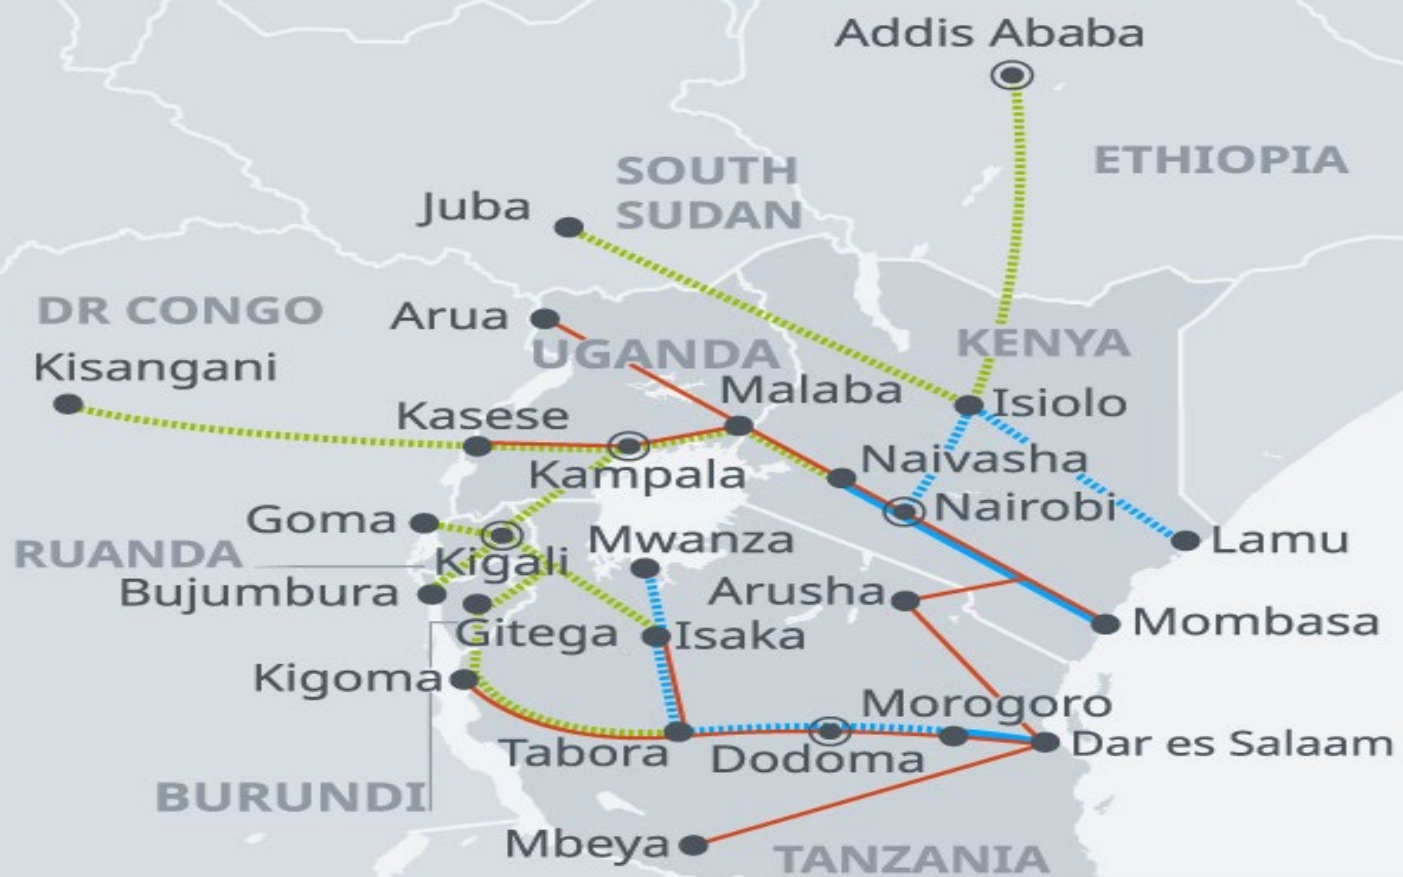 Addis Ababa
ETHIOPIA
SOUTH
SUDAN
Juba
DR CONGO
Arua
UGANDA
KENYA
Kisangani
Malaba
Isiolo
Kasese
Kampala
Naivasha
Nairobi
Goma
Mwanza
Lamu
RUANDA
Kigali
Bujumbura
Arusha
Mombasa
Gitega
Isaka
Kigoma
Morogoro
Tabora
Dodoma
Dar es Salaam
BURUNDI
Mbeya
TANZANIA